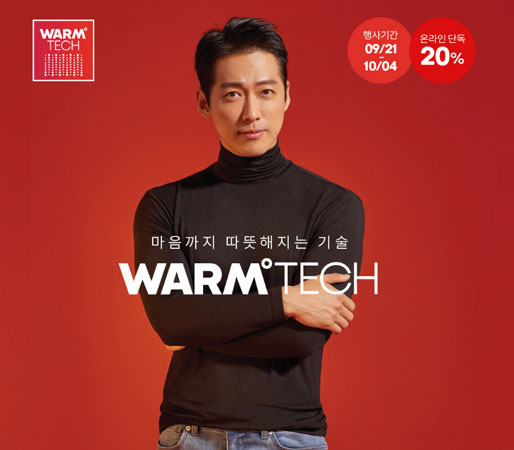 WARM°
TECH
행사기간
09/21
~
10/04
온라인 단독
20%
마음까지 따뜻해지는 기술
WARM°TECH